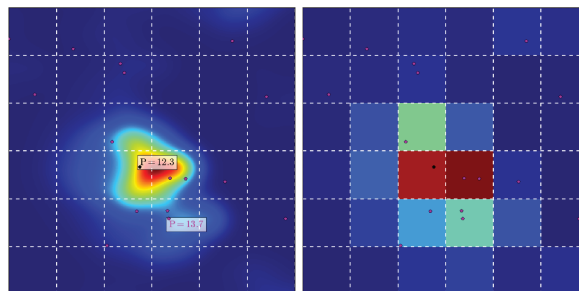 P = 12.3
P = 13.7